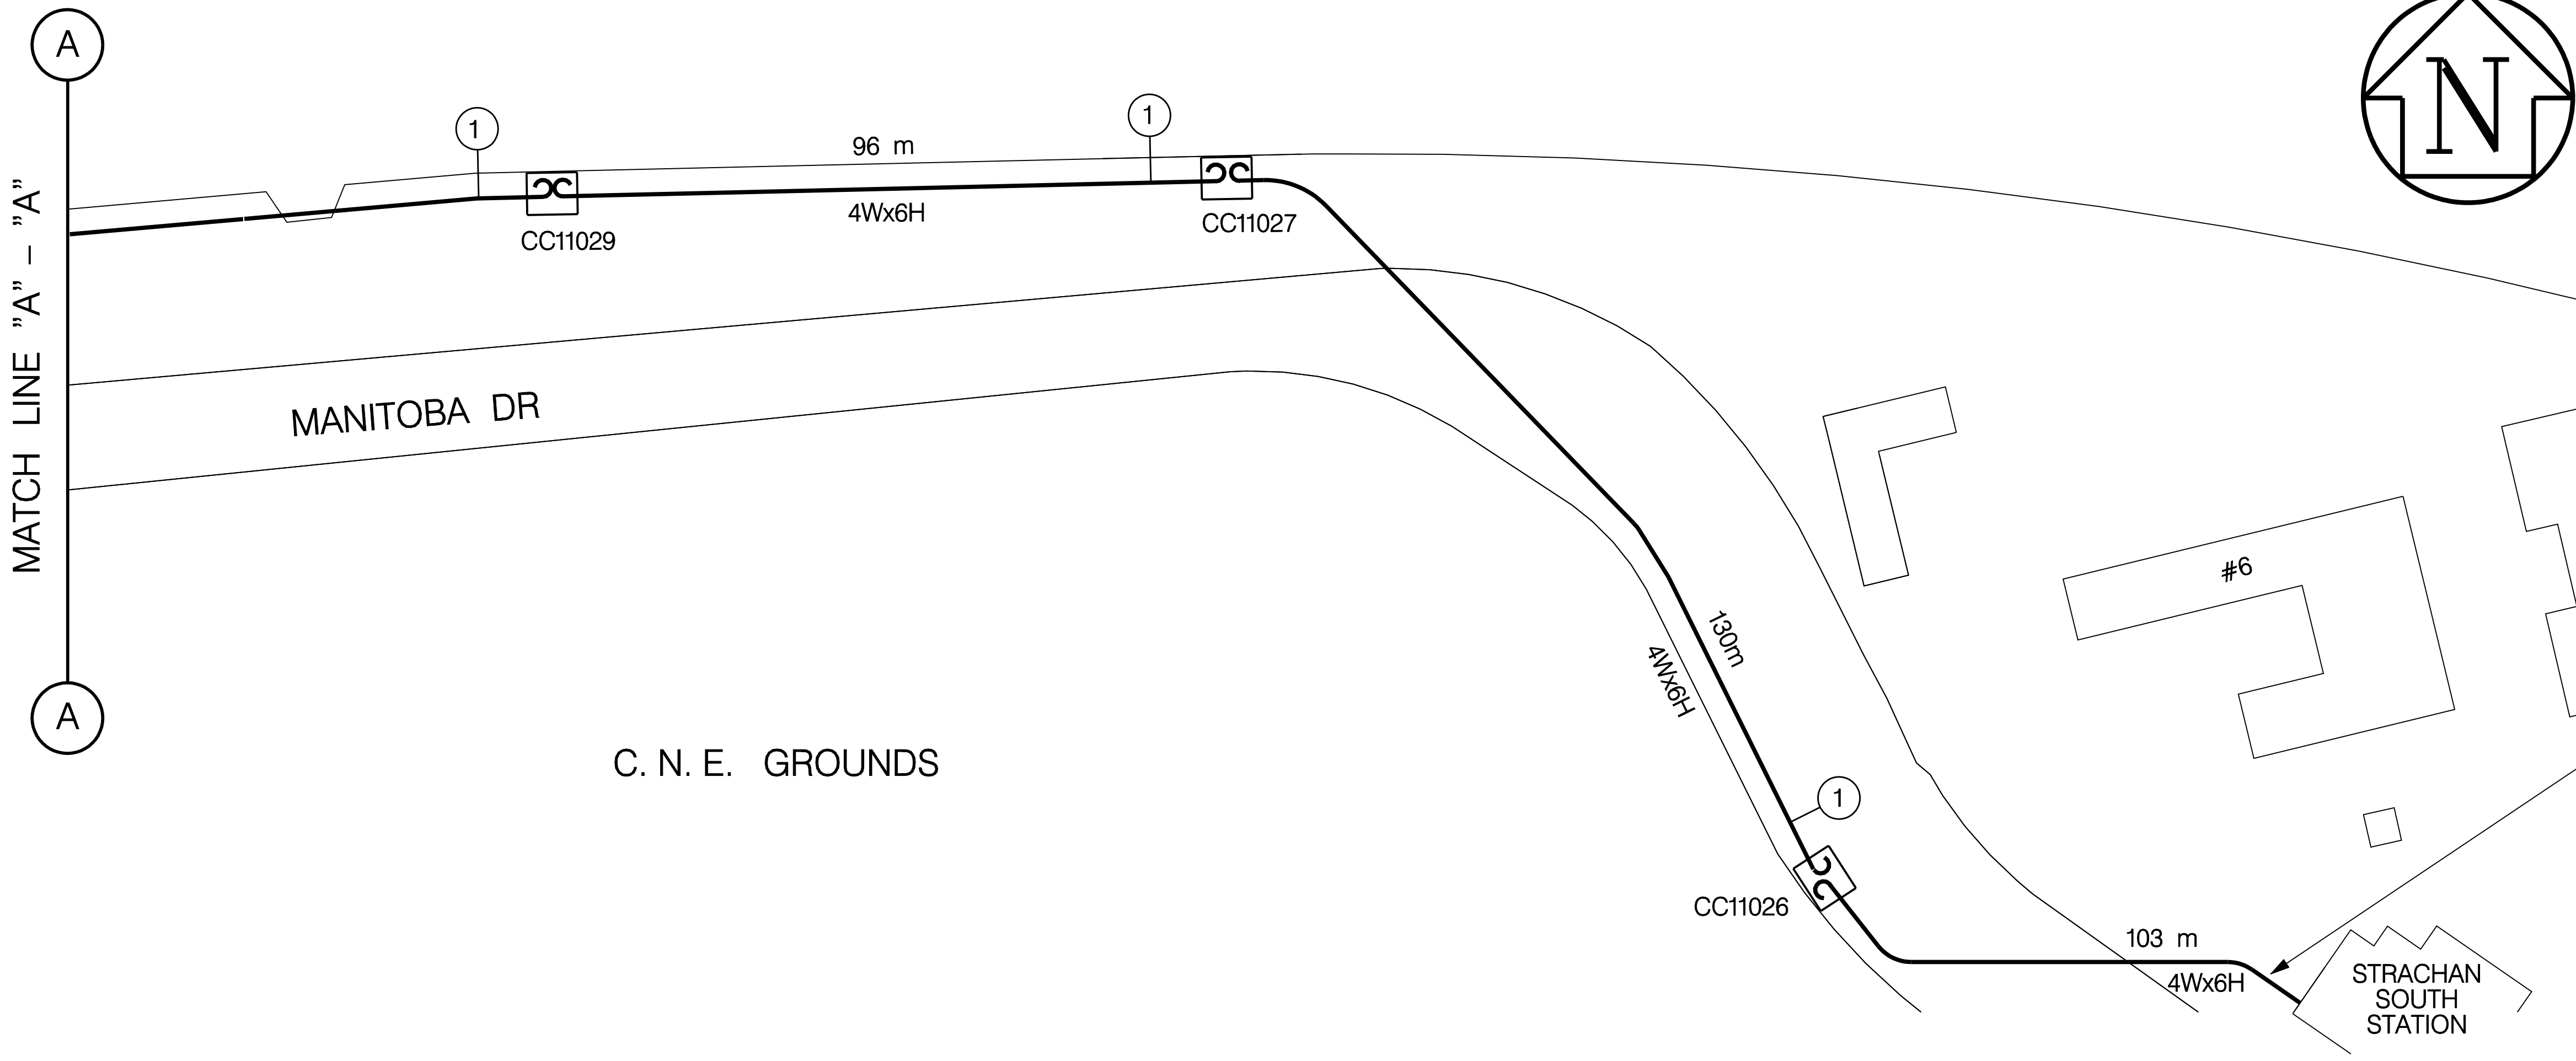 A
N
1
1
96 m
4Wx6H
CC11029
CC11027
MATCH LINE "A" – "A"
MANITOBA DR
#6
130m
4Wx6H
A
C. N. E. GROUNDS
1
CC11026
103 m
4Wx6H
STRACHAN
SOUTH
STATION